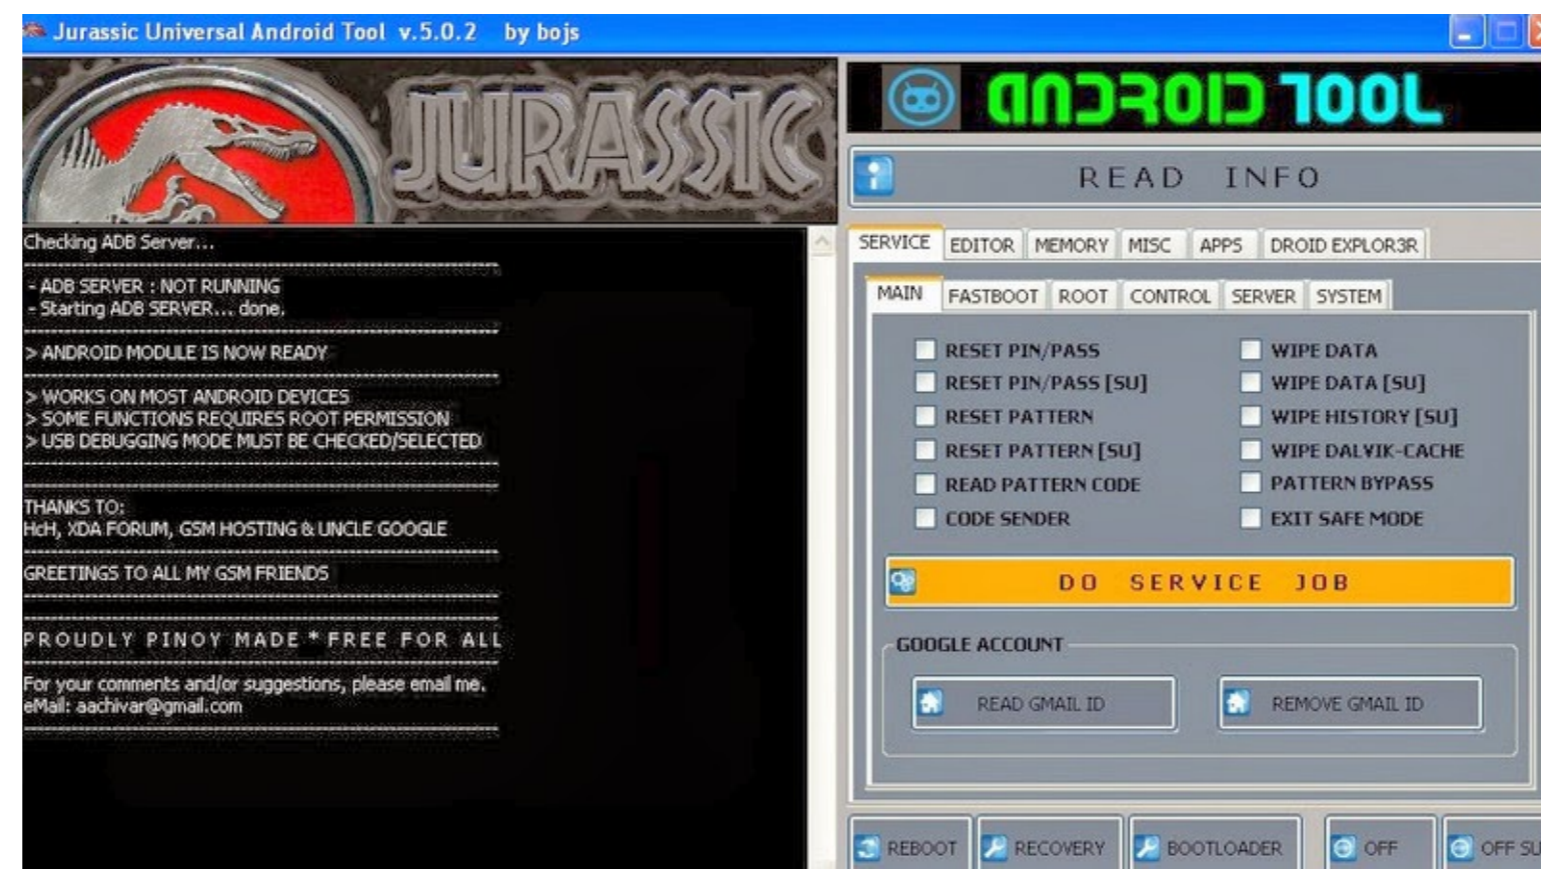 Jurassic Universal Android Tool v.5.0.2 by bojs
JURASSIC
ANDROID TOOL
READ INFO
Checking ADB Server...
- ADB SERVER : NOT RUNNING
- Starting ADB SERVER... done.
> ANDROID MODULE IS NOW READY
> WORKS ON MOST ANDROID DEVICES
> SOME FUNCTIONS REQUIRES ROOT PERMISSION
> USB DEBUGGING MODE MUST BE CHECKED/SELECTED
THANKS TO:
HcH, XDA FORUM, GSM HOSTING & UNCLE GOOGLE
GREETINGS TO ALL MY GSM FRIENDS
PROUDLY PINOY MADE * FREE FOR ALL
For your comments and/or suggestions, please email me.
eMail: aachivar@gmail.com
SERVICE EDITOR MEMORY MISC APPS DROID EXPLOR3R
MAIN FASTBOOT ROOT CONTROL SERVER SYSTEM
RESET PIN/PASS WIPE DATA
RESET PIN/PASS [SU] WIPE DATA [SU]
RESET PATTERN WIPE HISTORY [SU]
RESET PATTERN [SU] WIPE DALVIK-CACHE
READ PATTERN CODE PATTERN BYPASS
CODE SENDER EXIT SAFE MODE
DO SERVICE JOB
GOOGLE ACCOUNT
READ GMAIL ID REMOVE GMAIL ID
REBOOT RECOVERY BOOTLOADER OFF OFF SU